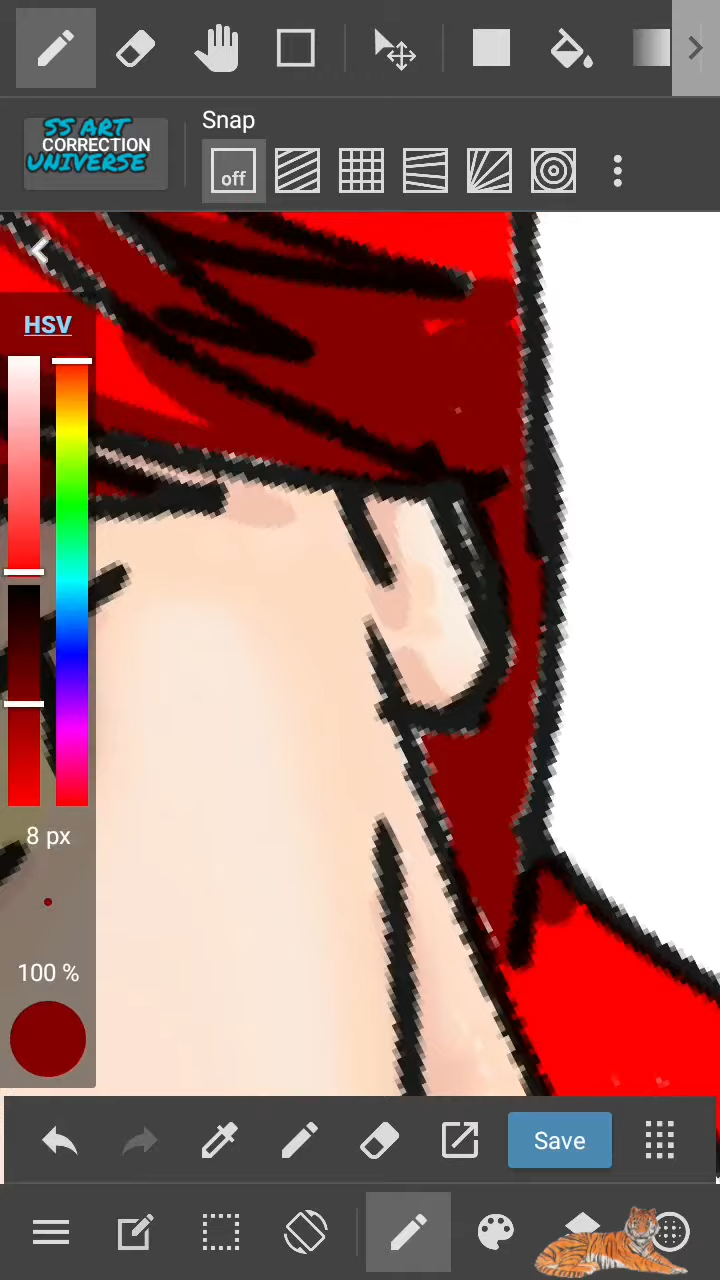 SS ART
CORRECTION
UNIVERSE
Snap
off
HSV
8 px
100 %
Save